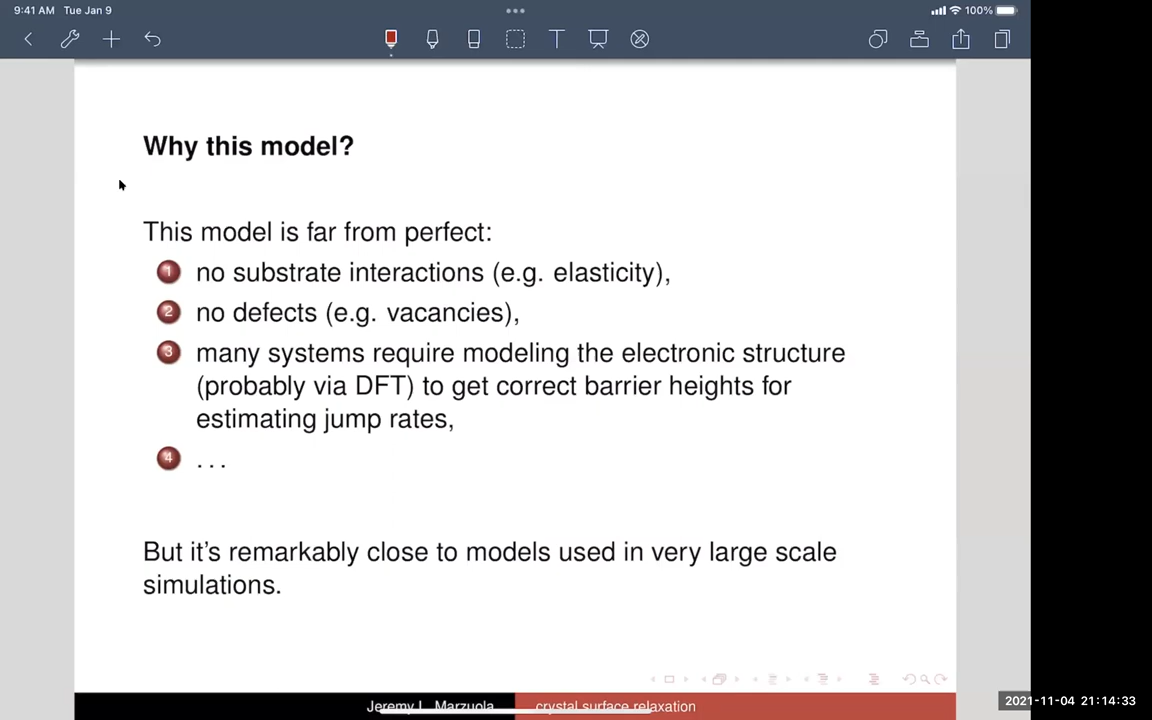 9:41 AM Tue Jan 9
100%
Why this model?
This model is far from perfect:
1 no substrate interactions (e.g. elasticity),
2 no defects (e.g. vacancies),
3 many systems require modeling the electronic structure
(probably via DFT) to get correct barrier heights for
estimating jump rates,
4 . . .
But it's remarkably close to models used in very large scale
simulations.
Jeremy L. Marzuola crystal surface relaxation
2021-11-04 21:14:33